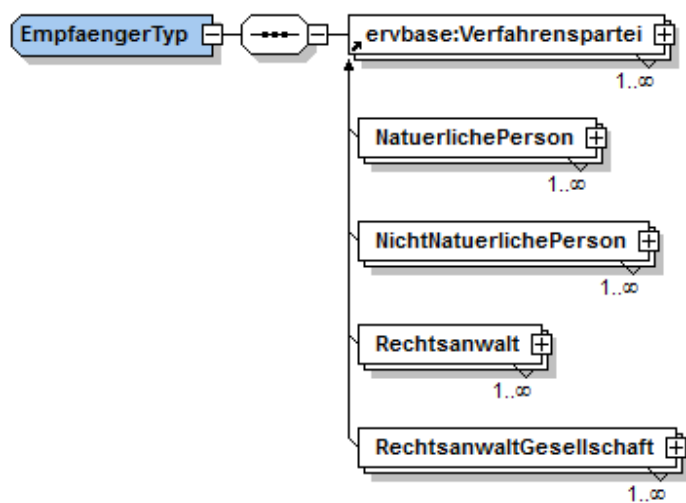 EmpfaengerTyp
ervbase:Verfahrenspartei
1..∞
NatuerlichePerson
1..∞
NichtNatuerlichePerson
1..∞
Rechtsanwalt
1..∞
RechtsanwaltGesellschaft
1..∞